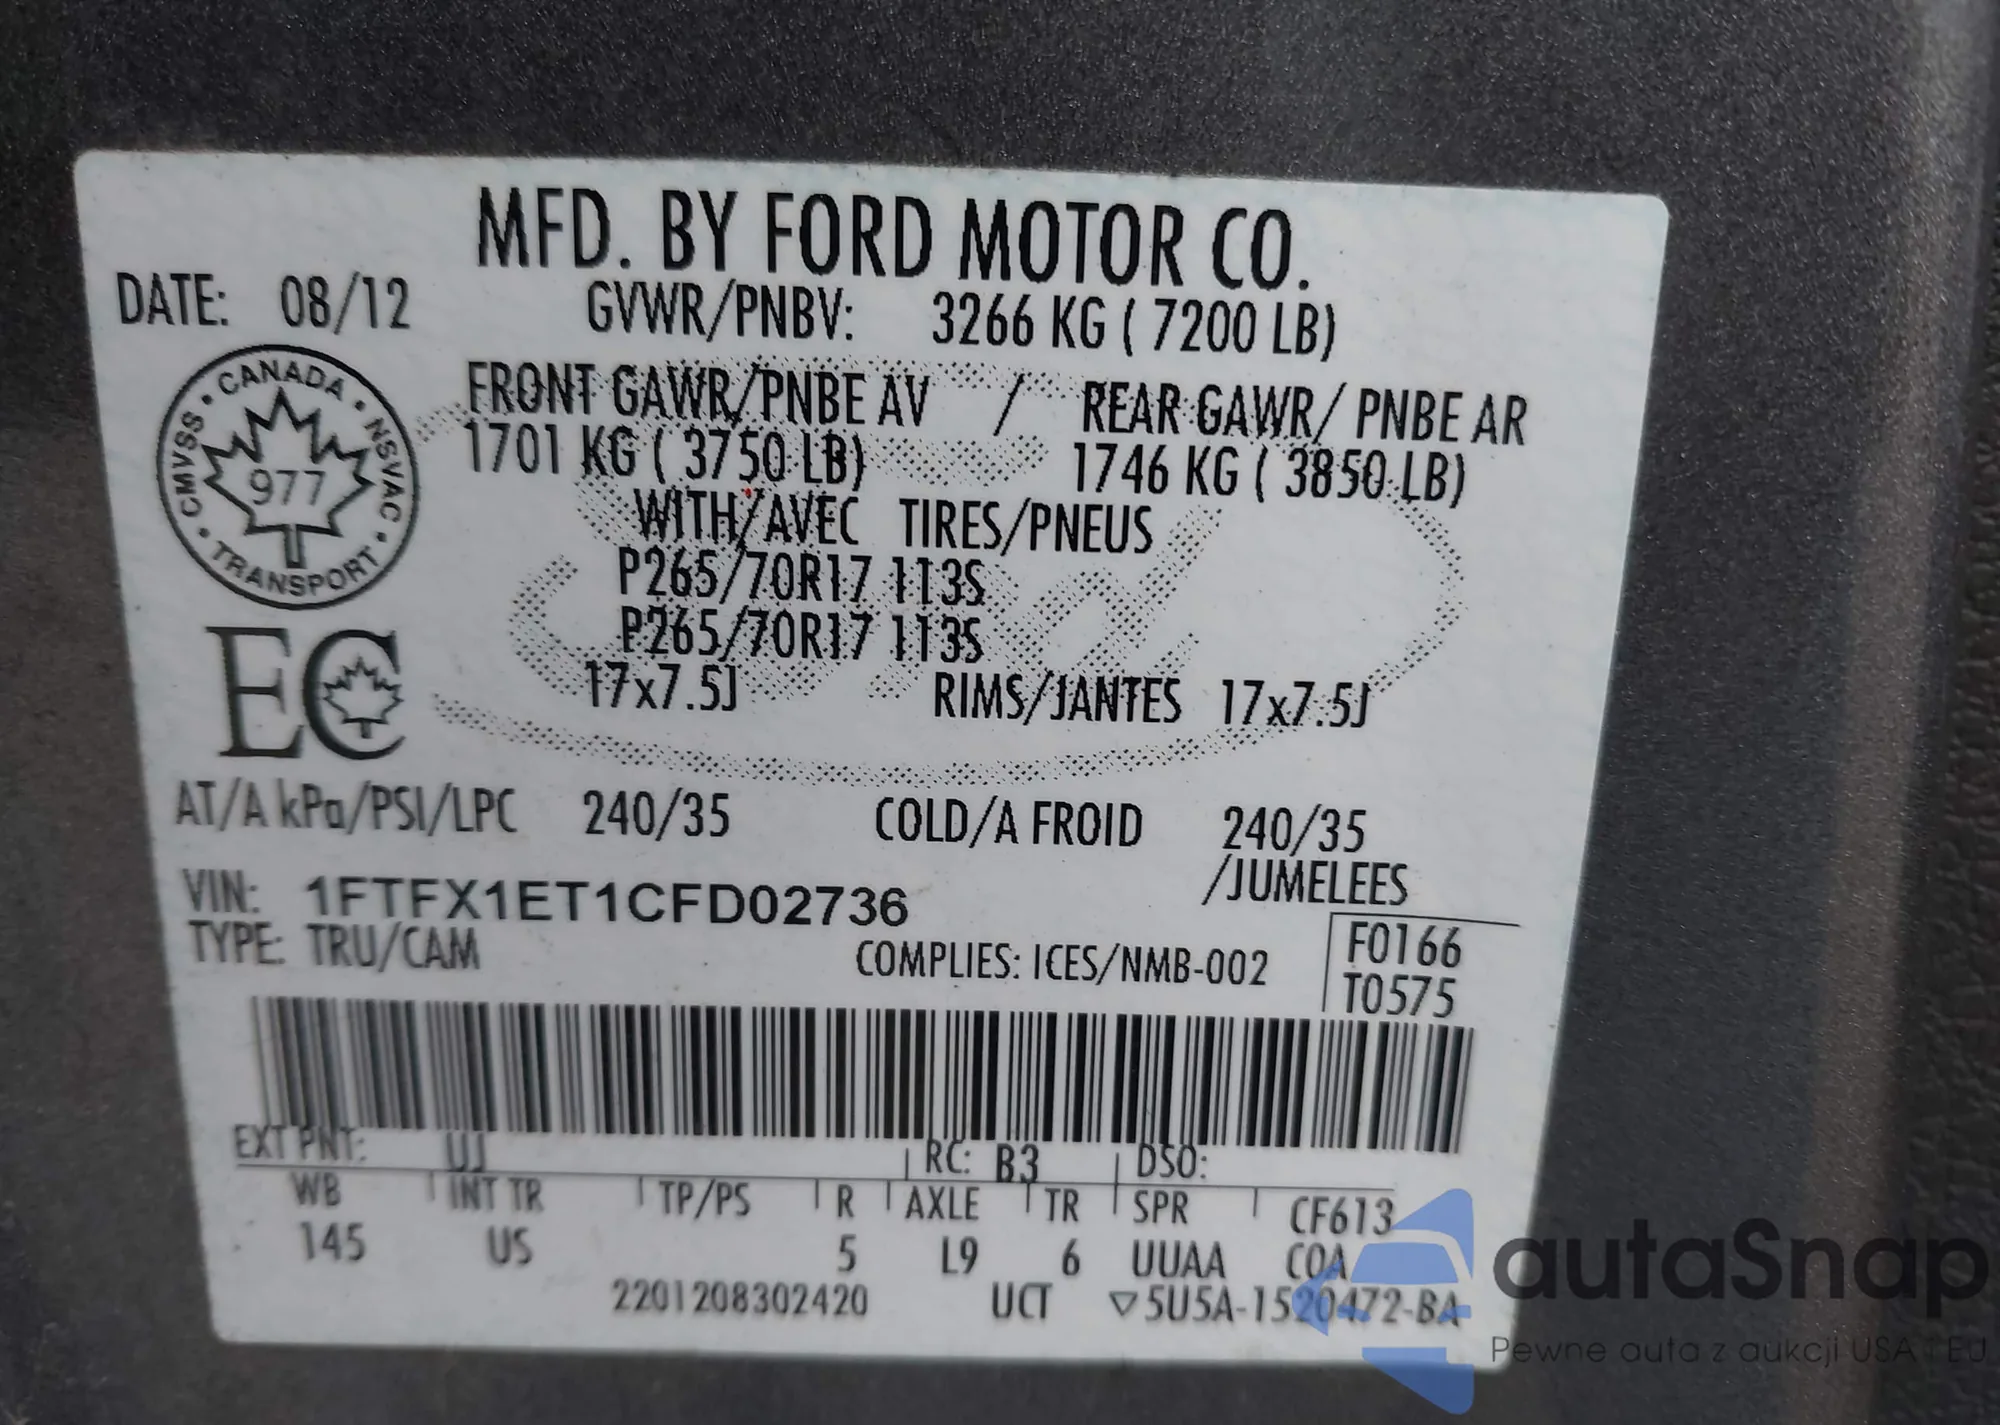 MFD. BY FORD MOTOR CO.
DATE: 08/12 GVWR/PNBV: 3266 KG ( 7200 LB)
FRONT GAWR/PNBE AV / REAR GAWR/ PNBE AR
1701 KG ( 3750 LB) 1746 KG ( 3850 LB)
WITH/AVEC TIRES/PNEUS
P265/70R17 113S
P265/70R17 113S
17x7.5J RIMS/JANTES 17x7.5J
CANADA • NSVAC • TRANSPORT • CMVSS •
977
EC
AT/A kPa/PSI/LPC 240/35 COLD/A FROID 240/35
/JUMELEES
VIN: 1FTFX1ET1CFD02736
TYPE: TRU/CAM COMPLIES: ICES/NMB-002
F0166
T0575
EXT PNT: UJ RC: B3 DSO:
WB INT TR TP/PS R AXLE TR SPR CF613
145 US 5 L9 6 UUAA COA
2201208302420 UCT ▽5U5A-1520472-BA
autaSnap
Pewne auta z aukcji USA i EU